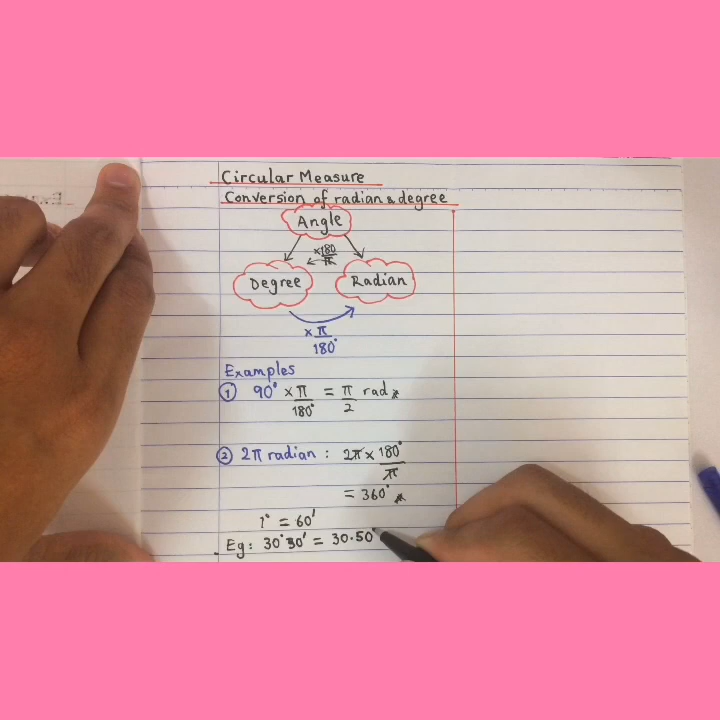 Circular Measure
Conversion of radian & degree
Angle
×180/π
Degree
Radian
×π/180°
Examples
① 90° × π/180° = π/2 rad *
② 2π radian : 2π × 180°/π
= 360° *
1° = 60'
Eg: 30°30' = 30.50°